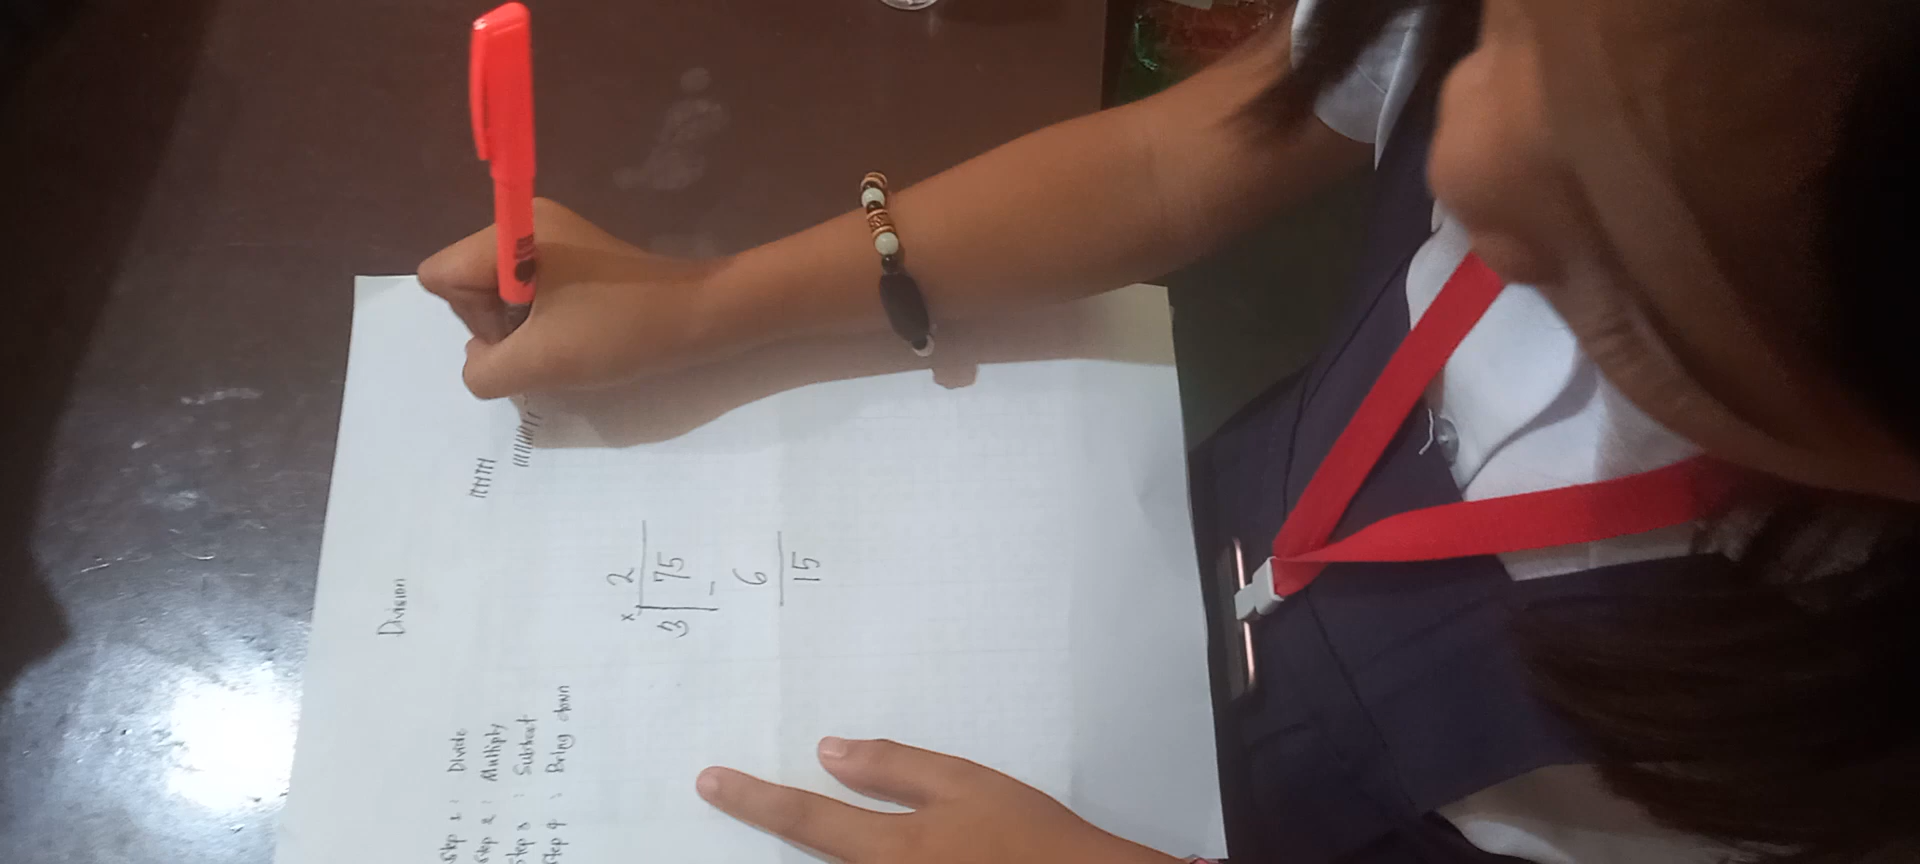 Division
Step 1 : Divide
Step 2 : Multiply
Step 3 : Subtract
Step 4 : Bring down
x 2
3 75
- 6
15